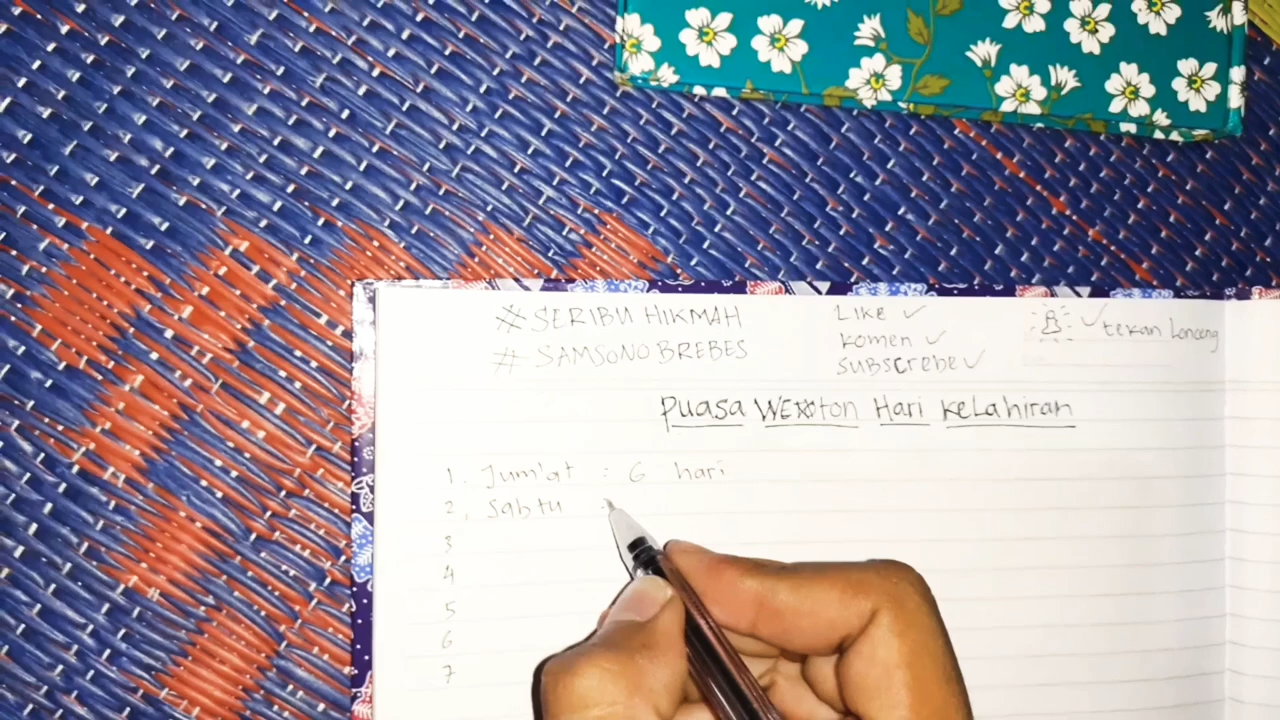 #SERIBU HIKMAH
# SAMSONO BREBES
Like ✓
komen ✓
subscrebe ✓
✓ tekan Lonceng
Puasa Weton Hari Kelahiran
1. Jum'at : 6 hari
2. Sabtu :
3
4
5
6
7